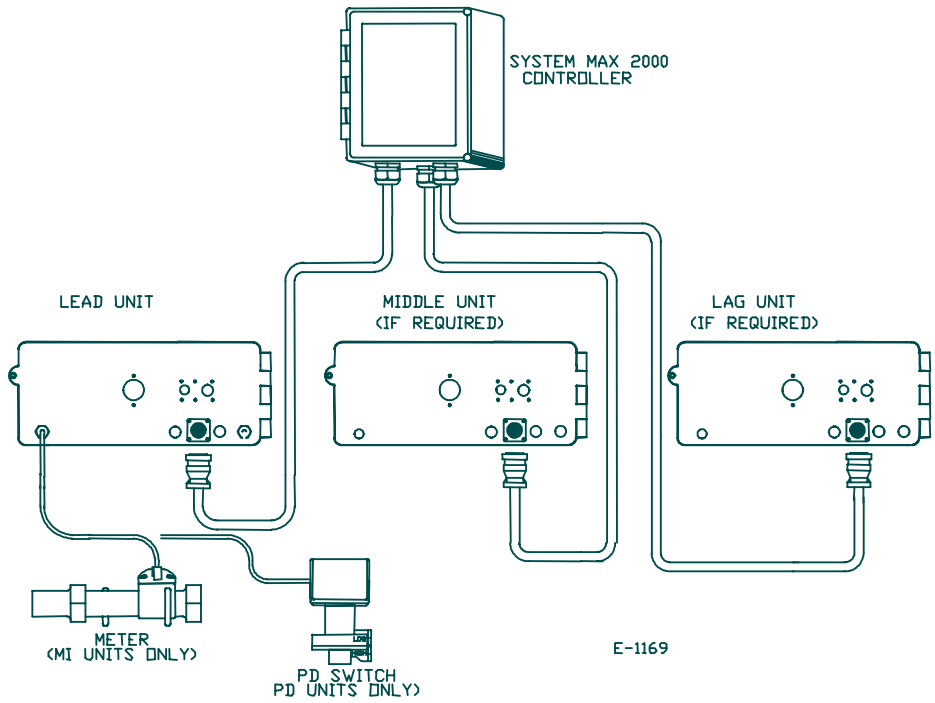 SYSTEM MAX 2000
CONTROLLER
LEAD UNIT
MIDDLE UNIT
(IF REQUIRED)
LAG UNIT
(IF REQUIRED)
METER
(MI UNITS ONLY)
PD SWITCH
PD UNITS ONLY)
E-1169